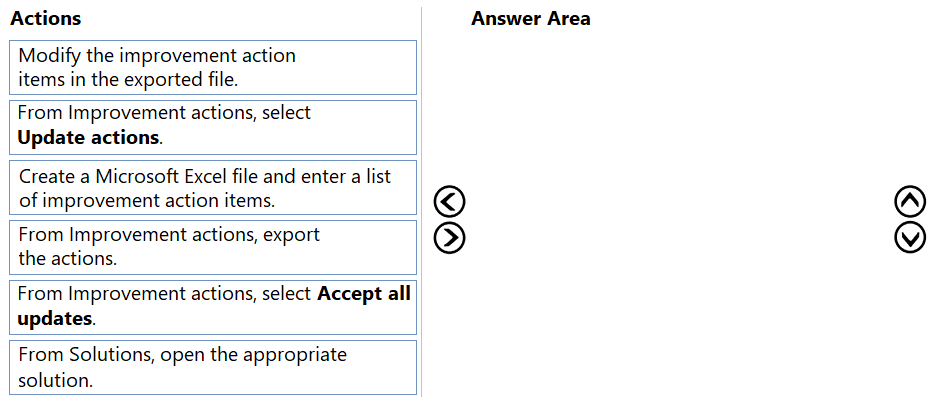 Actions
Answer Area
Modify the improvement action
items in the exported file.
From Improvement actions, select
Update actions.
Create a Microsoft Excel file and enter a list
of improvement action items.
From Improvement actions, export
the actions.
From Improvement actions, select Accept all
updates.
From Solutions, open the appropriate
solution.